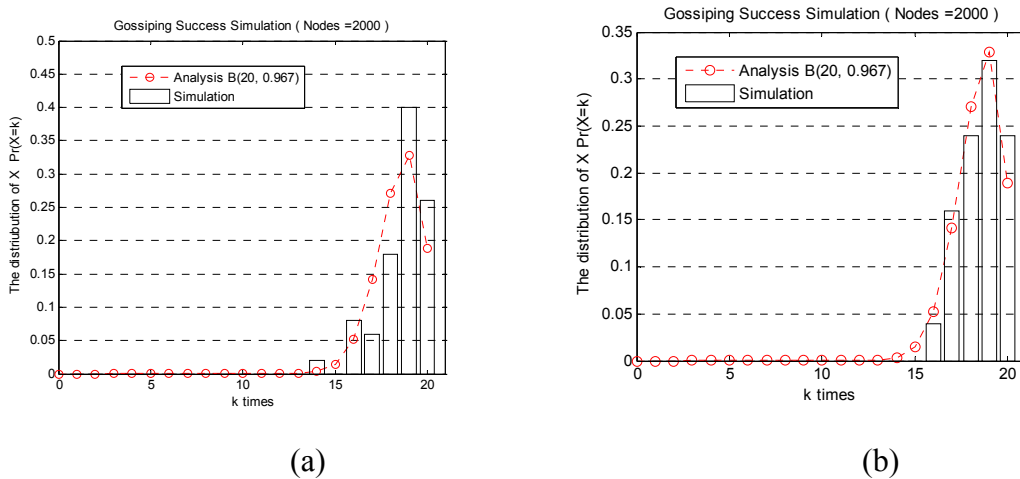 Gossiping Success Simulation ( Nodes =2000 )
The distriubution of X Pr(X=k)
0.5
0.45
0.4
0.35
0.3
0.25
0.2
0.15
0.1
0.05
0
Analysis B(20, 0.967)
Simulation
0 5 10 15 20
k times
(a)
Gossiping Success Simulation ( Nodes =2000 )
The distribution of X Pr(X=k)
0.35
0.3
0.25
0.2
0.15
0.1
0.05
0
Analysis B(20, 0.967)
Simulation
0 5 10 15 20
k times
(b)